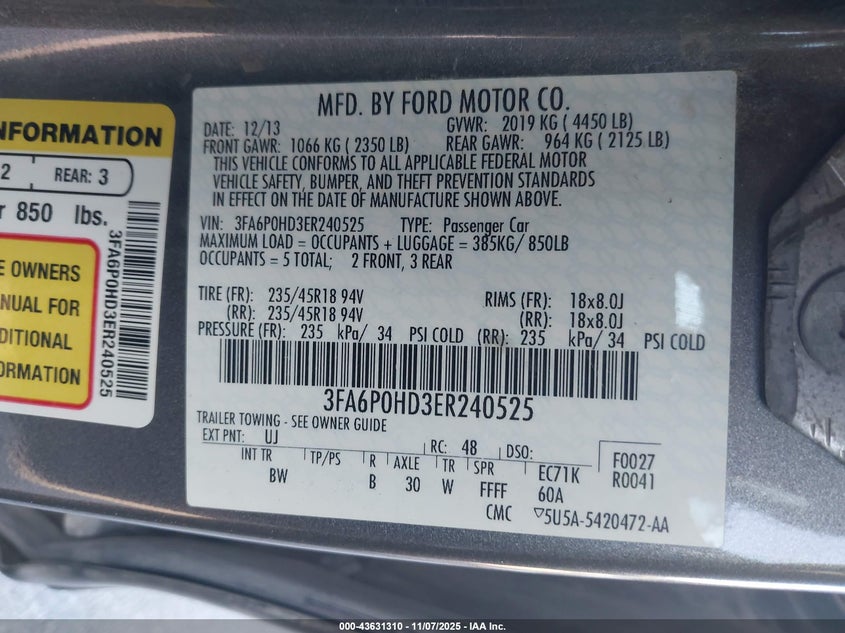 NFORMATION
2
REAR: 3
850 lbs.
E OWNERS
NUAL FOR
DITIONAL
ORMATION
3FA6P0HD3ER240525
MFD. BY FORD MOTOR CO.
DATE: 12/13 GVWR: 2019 KG ( 4450 LB)
FRONT GAWR: 1066 KG ( 2350 LB) REAR GAWR: 964 KG ( 2125 LB)
THIS VEHICLE CONFORMS TO ALL APPLICABLE FEDERAL MOTOR
VEHICLE SAFETY, BUMPER, AND THEFT PREVENTION STANDARDS
IN EFFECT ON THE DATE OF MANUFACTURE SHOWN ABOVE.
VIN: 3FA6P0HD3ER240525 TYPE: Passenger Car
MAXIMUM LOAD = OCCUPANTS + LUGGAGE = 385KG/ 850LB
OCCUPANTS = 5 TOTAL; 2 FRONT, 3 REAR
TIRE (FR): 235/45R18 94V RIMS (FR): 18x8.0J
(RR): 235/45R18 94V (RR): 18x8.0J
PRESSURE (FR): 235 kPa/ 34 PSI COLD (RR): 235 kPa/ 34 PSI COLD
3FA6P0HD3ER240525
TRAILER TOWING - SEE OWNER GUIDE
EXT PNT: UJ RC: 48 DSO: F0027
INT TR TP/PS R AXLE TR SPR EC71K R0041
BW B 30 W FFFF 60A
CMC 5U5A-5420472-AA
000-43631310 | 11/07/2025 | IAA Inc.